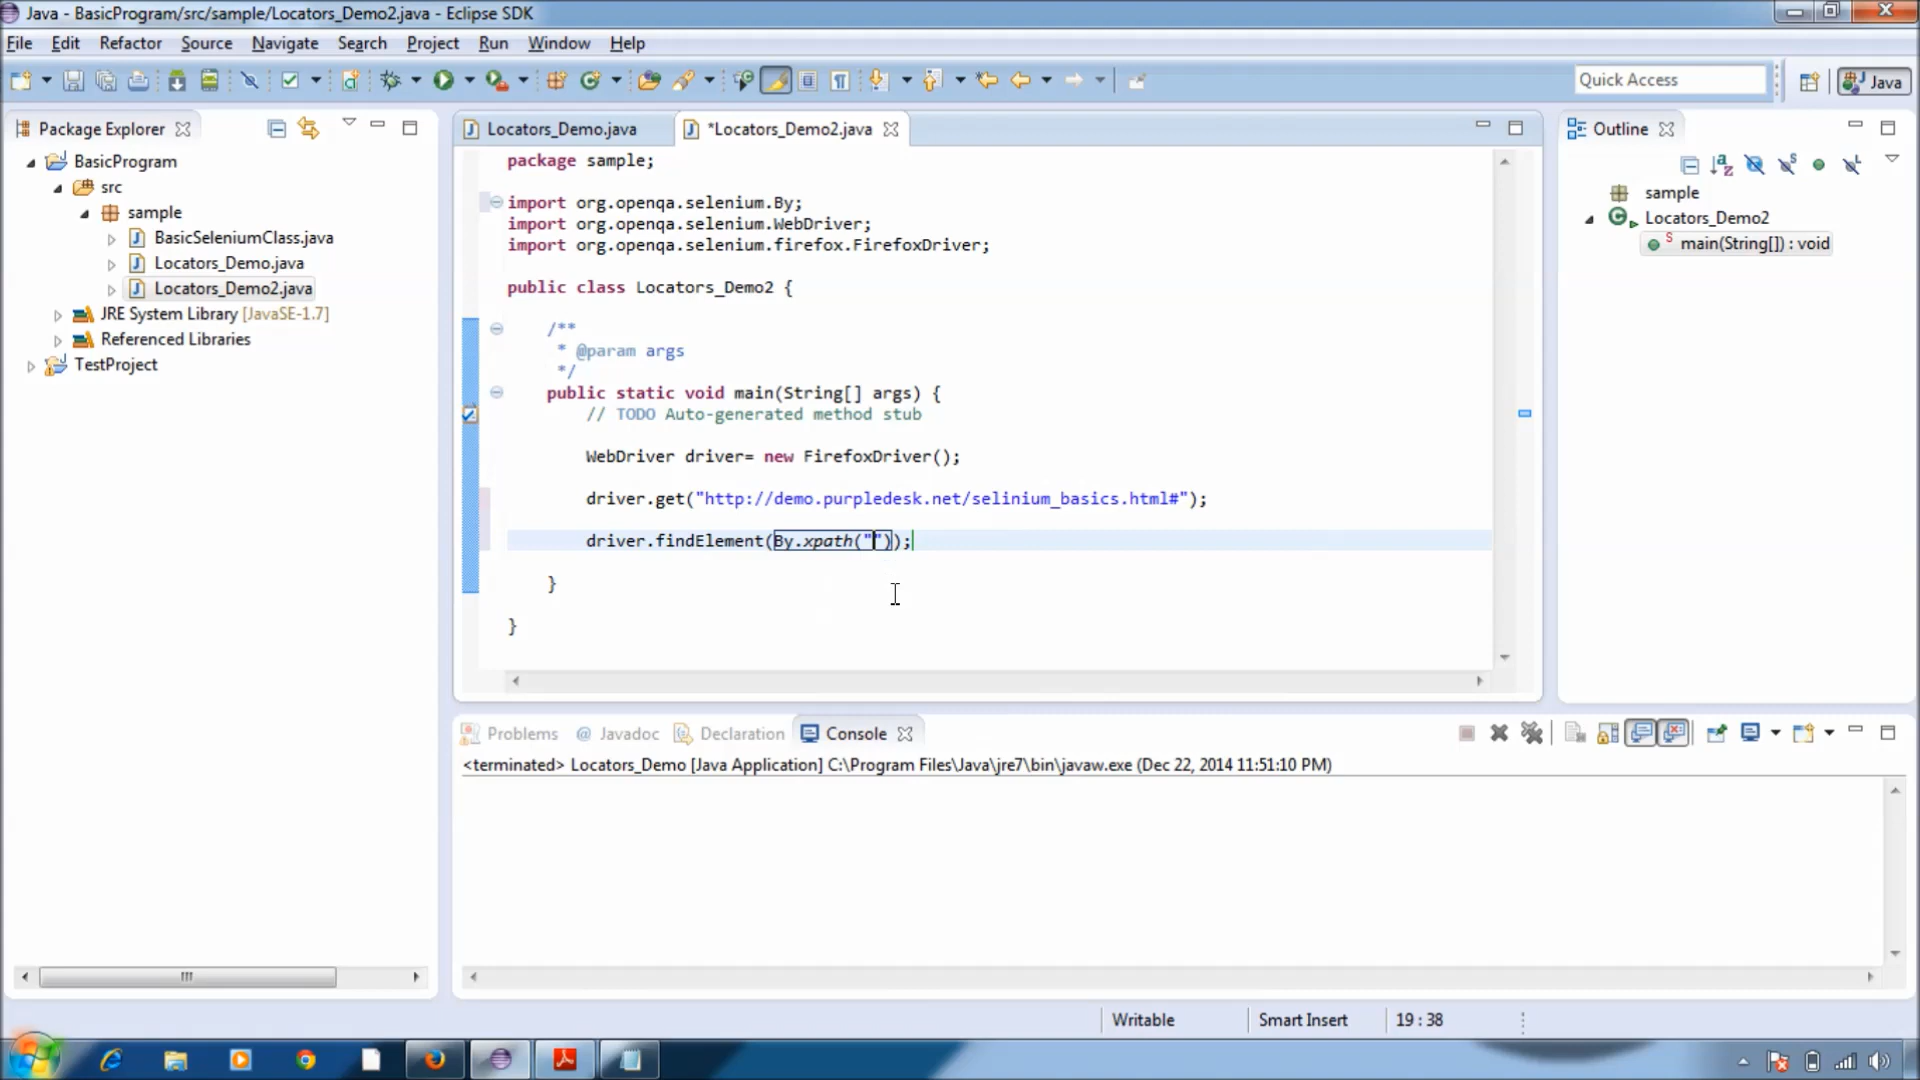 Java - BasicProgram/src/sample/Locators_Demo2.java - Eclipse SDK
File Edit Refactor Source Navigate Search Project Run Window Help
Quick Access
Java
Package Explorer
BasicProgram
src
sample
BasicSeleniumClass.java
Locators_Demo.java
Locators_Demo2.java
JRE System Library [JavaSE-1.7]
Referenced Libraries
TestProject
Locators_Demo.java *Locators_Demo2.java
package sample;
import org.openqa.selenium.By;
import org.openqa.selenium.WebDriver;
import org.openqa.selenium.firefox.FirefoxDriver;
public class Locators_Demo2 {
/**
* @param args
*/
public static void main(String[] args) {
// TODO Auto-generated method stub
WebDriver driver= new FirefoxDriver();
driver.get("http://demo.purpledesk.net/selinium_basics.html#");
driver.findElement(By.xpath(""));
}
}
Outline
sample
Locators_Demo2
main(String[]) : void
Problems @ Javadoc Declaration Console
<terminated> Locators_Demo [Java Application] C:\Program Files\Java\jre7\bin\javaw.exe (Dec 22, 2014 11:51:10 PM)
Writable Smart Insert 19 : 38